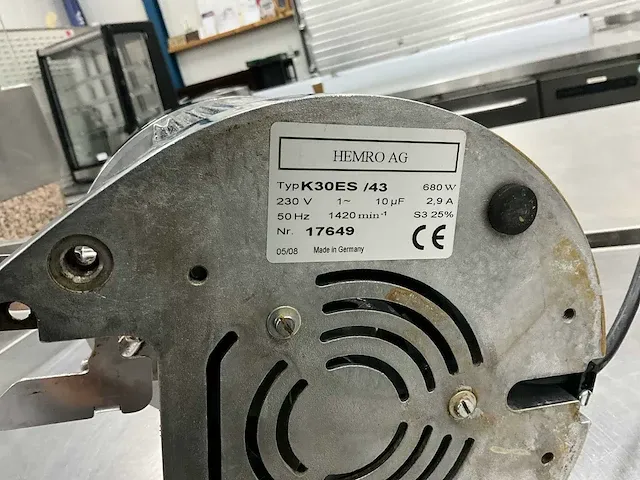 HEMRO AG
Typ K30ES /43 680 W
230 V 1~ 10 µF 2,9 A
50 Hz 1420 min⁻¹ S3 25%
Nr. 17649
05/08 Made in Germany CE